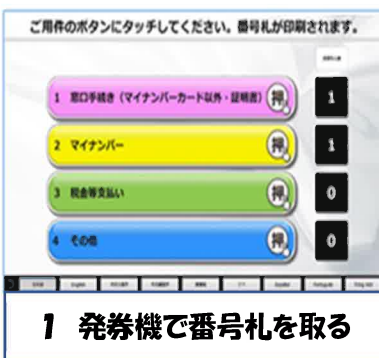 ご用件のボタンにタッチしてください。番号札が印刷されます。
1 窓口手続き（マイナンバーカード以外・証明書） 押 1
2 マイナンバー 押 1
3 税金等支払い 押 0
4 その他 押 0
English Español Português
1 発券機で番号札を取る